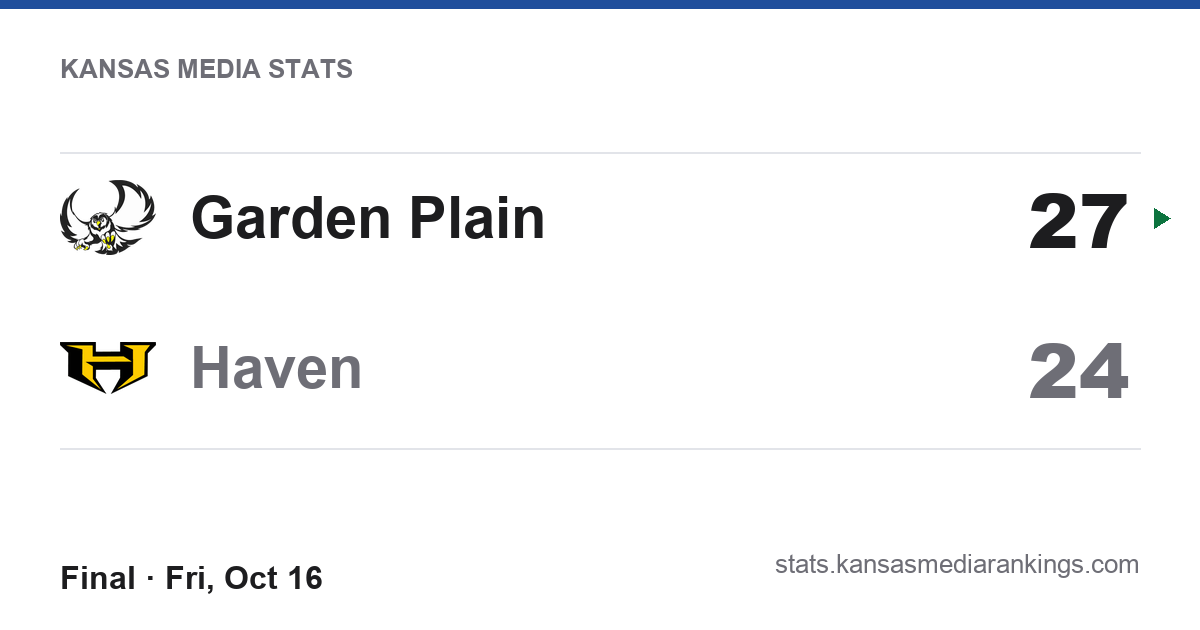 KANSAS MEDIA STATS
Garden Plain 27
Haven 24
Final · Fri, Oct 16
stats.kansasmediarankings.com